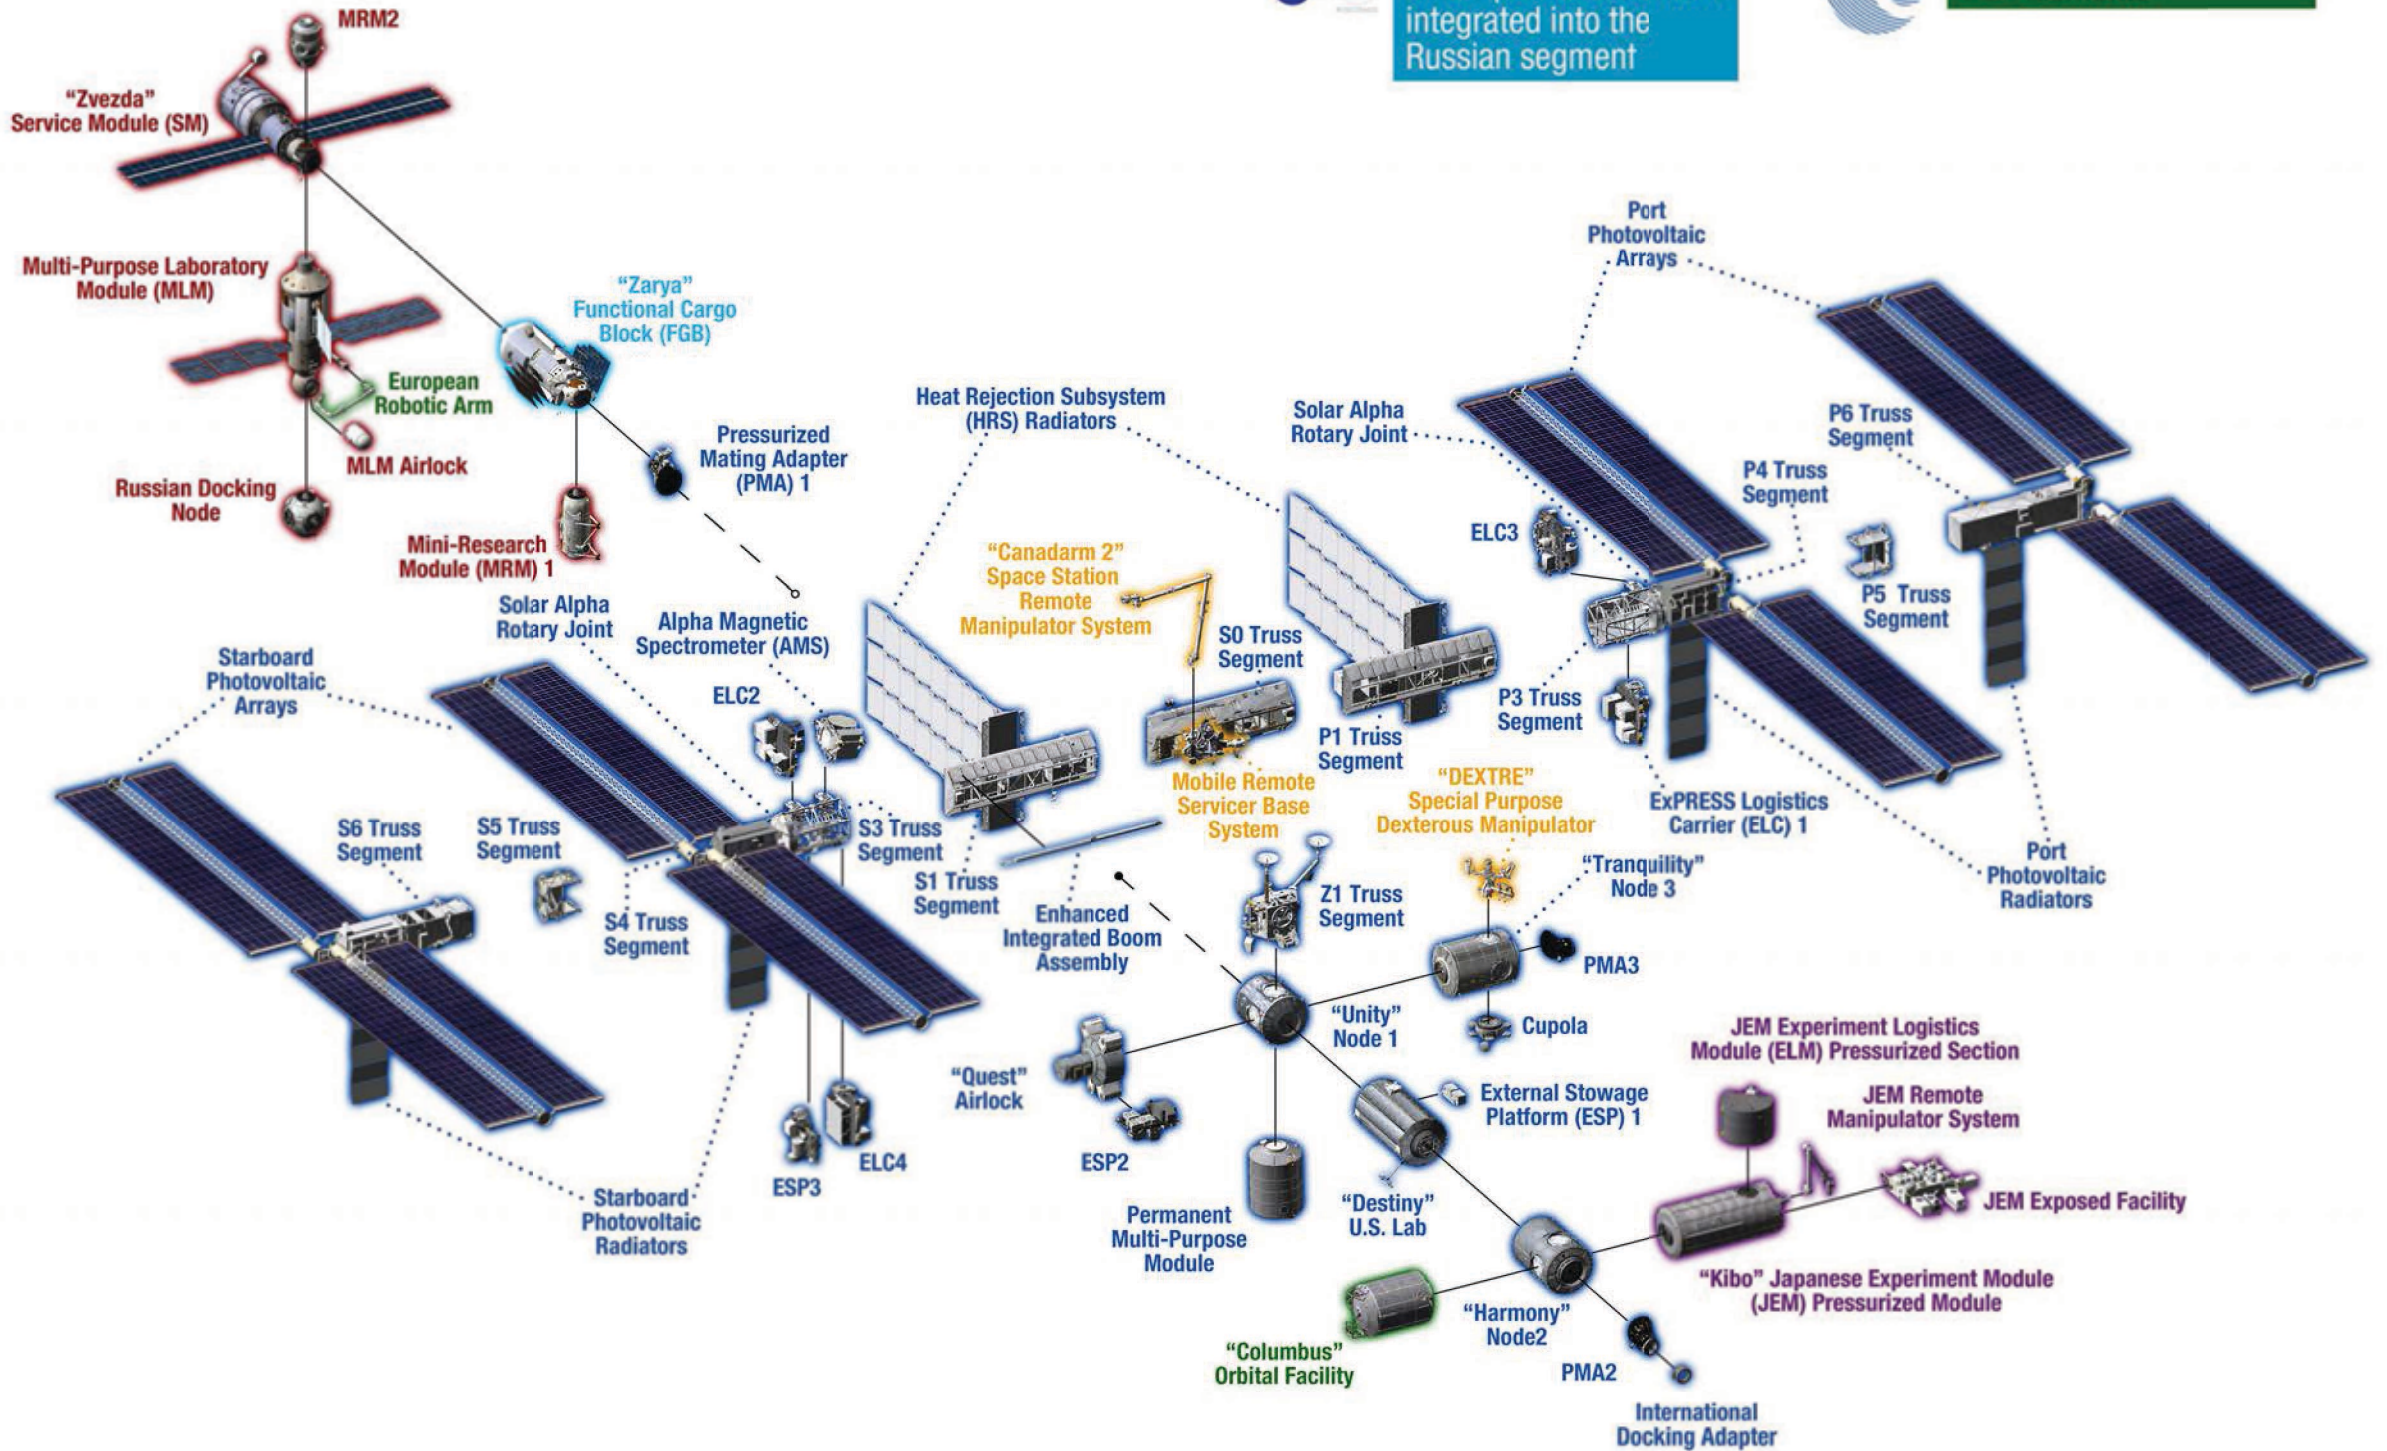 integrated into the
Russian segment
MRM2
“Zvezda”
Service Module (SM)
Multi-Purpose Laboratory
Module (MLM)
“Zarya”
Functional Cargo
Block (FGB)
European
Robotic Arm
MLM Airlock
Russian Docking
Node
Pressurized
Mating Adapter
(PMA) 1
Mini-Research
Module (MRM) 1
Heat Rejection Subsystem
(HRS) Radiators
Port
Photovoltaic
Arrays
Solar Alpha
Rotary Joint
P6 Truss
Segment
P4 Truss
Segment
ELC3
P5 Truss
Segment
“Canadarm 2”
Space Station
Remote
Manipulator System
S0 Truss
Segment
P3 Truss
Segment
P1 Truss
Segment
Solar Alpha
Rotary Joint
Alpha Magnetic
Spectrometer (AMS)
Starboard
Photovoltaic
Arrays
ELC2
Mobile Remote
Servicer Base
System
“DEXTRE”
Special Purpose
Dexterous Manipulator
ExPRESS Logistics
Carrier (ELC) 1
S6 Truss
Segment
S5 Truss
Segment
S3 Truss
Segment
S1 Truss
Segment
S4 Truss
Segment
Enhanced
Integrated Boom
Assembly
Z1 Truss
Segment
“Tranquility”
Node 3
Port
Photovoltaic
Radiators
PMA3
“Unity”
Node 1
Cupola
“Quest”
Airlock
JEM Experiment Logistics
Module (ELM) Pressurized Section
External Stowage
Platform (ESP) 1
JEM Remote
Manipulator System
ESP2
ELC4
ESP3
Starboard
Photovoltaic
Radiators
Permanent
Multi-Purpose
Module
“Destiny”
U.S. Lab
JEM Exposed Facility
“Kibo” Japanese Experiment Module
(JEM) Pressurized Module
“Harmony”
Node2
“Columbus”
Orbital Facility
PMA2
International
Docking Adapter